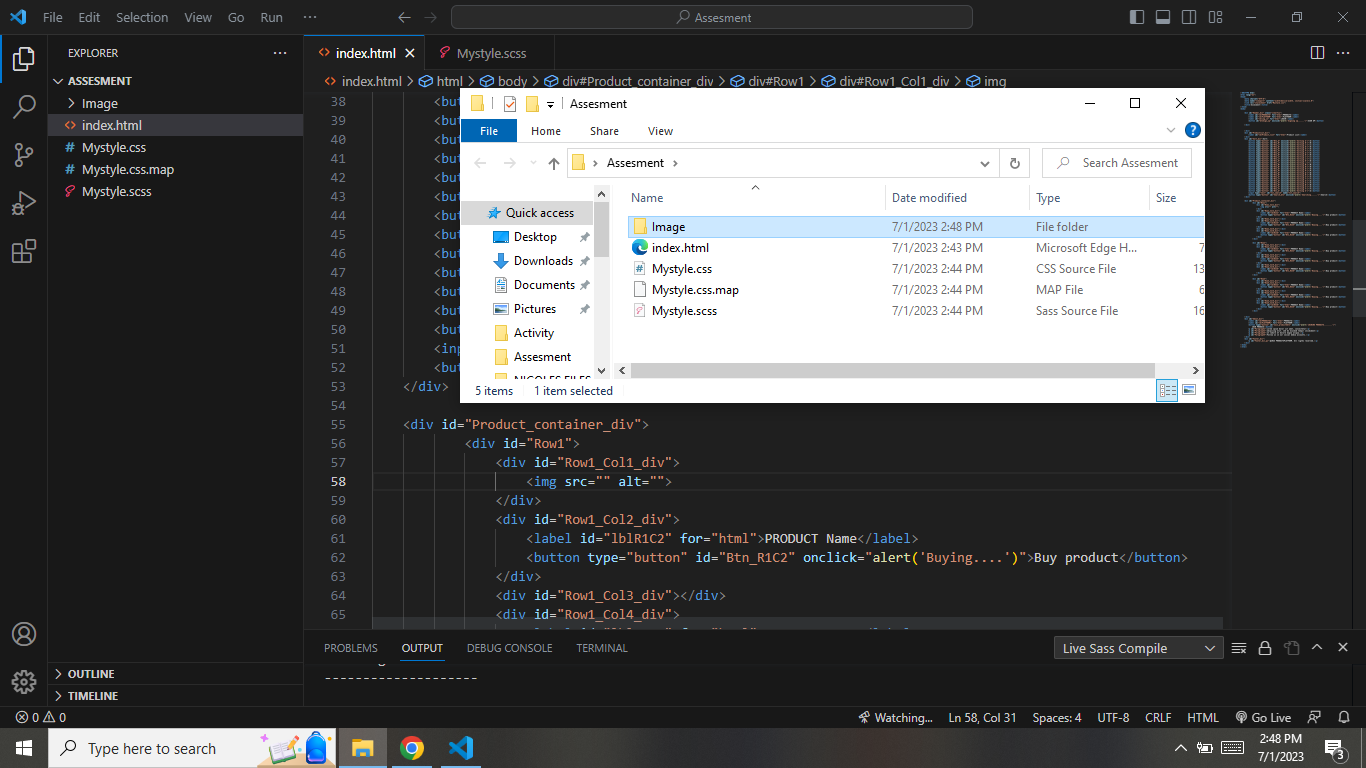 File Edit Selection View Go Run ··· Assesment
EXPLORER ···
ASSESMENT
Image
index.html
Mystyle.css
Mystyle.css.map
Mystyle.scss
OUTLINE
TIMELINE
index.html Mystyle.scss
index.html > html > body > div#Product_container_div > div#Row1 > div#Row1_Col1_div > img
38 <but
39 <but
40 <but
41 <but
42 <but
43 <but
44 <but
45 <but
46 <but
47 <but
48 <but
49 <but
50 <but
51 <inp
52 <but
53 </div>
54
55 <div id="Product_container_div">
56 <div id="Row1">
57 <div id="Row1_Col1_div">
58 <img src="" alt="">
59 </div>
60 <div id="Row1_Col2_div">
61 <label id="lblR1C2" for="html">PRODUCT Name</label>
62 <button type="button" id="Btn_R1C2" onclick="alert('Buying....')">Buy product</button>
63 </div>
64 <div id="Row1_Col3_div"></div>
65 <div id="Row1_Col4_div">
Assesment
File Home Share View
Assesment Search Assesment
Quick access
Desktop
Downloads
Documents
Pictures
Activity
Assesment
Name Date modified Type Size
Image 7/1/2023 2:48 PM File folder
index.html 7/1/2023 2:43 PM Microsoft Edge H... 7
Mystyle.css 7/1/2023 2:44 PM CSS Source File 13
Mystyle.css.map 7/1/2023 2:44 PM MAP File 6
Mystyle.scss 7/1/2023 2:44 PM Sass Source File 16
5 items 1 item selected
PROBLEMS OUTPUT DEBUG CONSOLE TERMINAL Live Sass Compile
--------------------
0 0 Watching... Ln 58, Col 31 Spaces: 4 UTF-8 CRLF HTML Go Live
Type here to search
2:48 PM
7/1/2023
3